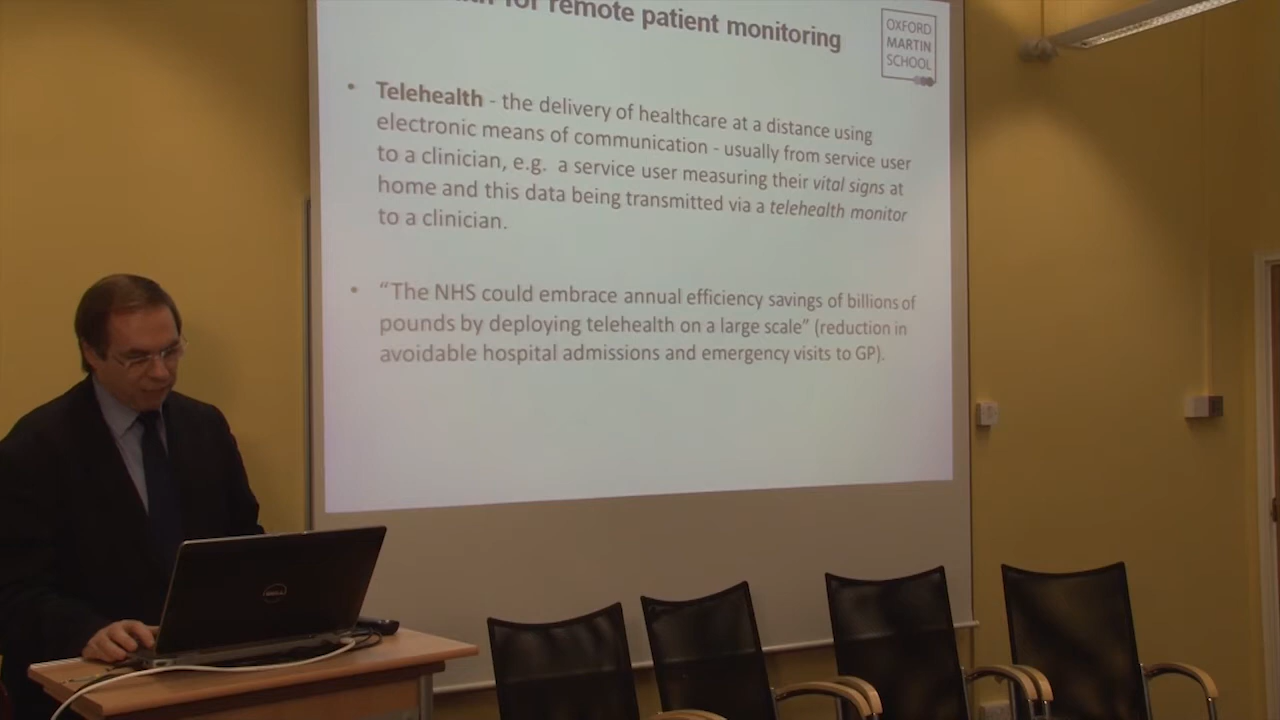 for remote patient monitoring
OXFORD
MARTIN
SCHOOL
• Telehealth - the delivery of healthcare at a distance using
electronic means of communication - usually from service user
to a clinician, e.g. a service user measuring their vital signs at
home and this data being transmitted via a telehealth monitor
to a clinician.
• “The NHS could embrace annual efficiency savings of billions of
pounds by deploying telehealth on a large scale” (reduction in
avoidable hospital admissions and emergency visits to GP).
DELL